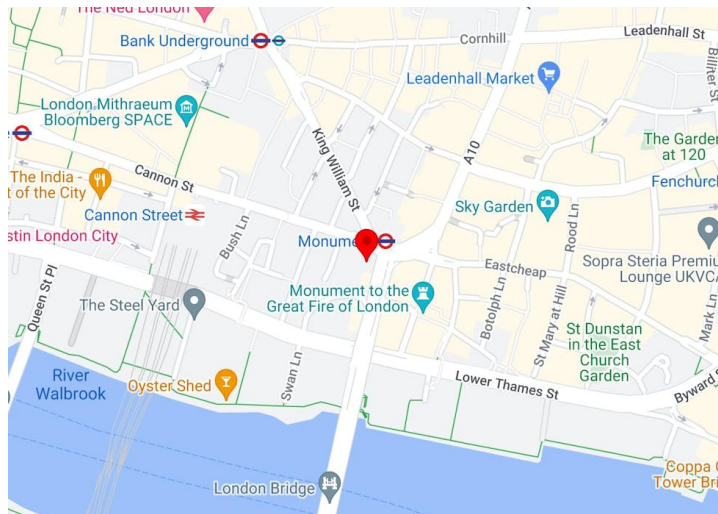 The Ned London
Bank Underground
Cornhill
Leadenhall St
Billiter St
Leadenhall Market
London Mithraeum
Bloomberg SPACE
King William St
A10
The Garden
at 120
The India -
t of the City
Cannon St
Fenchurch
Sky Garden
Cannon Street
Rood Ln
stin London City
Bush Ln
Monume
Sopra Steria Premiu
Lounge UKVCA
Eastcheap
Queen St Pl
Monument to the
Great Fire of London
The Steel Yard
Botolph Ln
St Mary at Hill
Mark Ln
St Dunstan
in the East
Church
Garden
River
Walbrook
Oyster Shed
Swan Ln
Lower Thames St
Byward S
Coppa C
Tower Bri
London Bridge